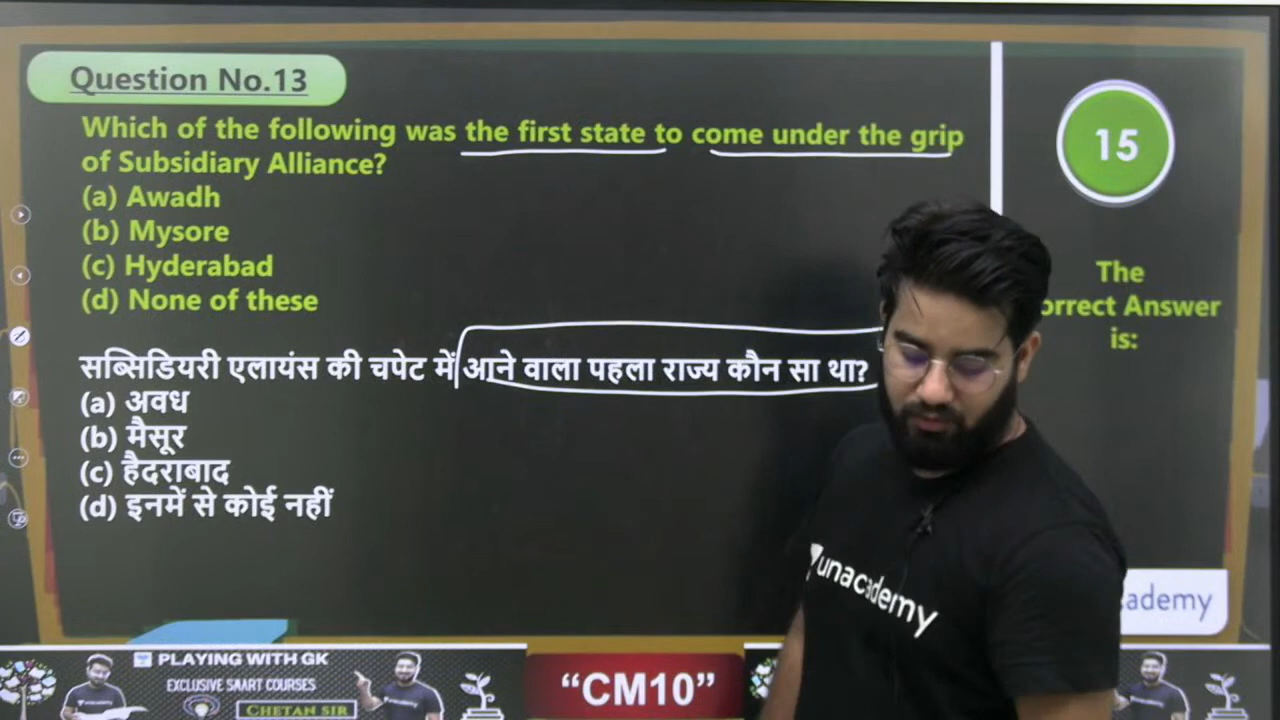 Question No.13
Which of the following was the first state to come under the grip
of Subsidiary Alliance?
(a) Awadh
(b) Mysore
(c) Hyderabad
(d) None of these
सब्सिडियरी एलायंस की चपेट में आने वाला पहला राज्य कौन सा था?
(a) अवध
(b) मैसूर
(c) हैदराबाद
(d) इनमें से कोई नहीं
15
The
orrect Answer
is:
unacademy
ademy
PLAYING WITH GK
EXCLUSIVE SMART COURSES
CHETAN SIR
“CM10”